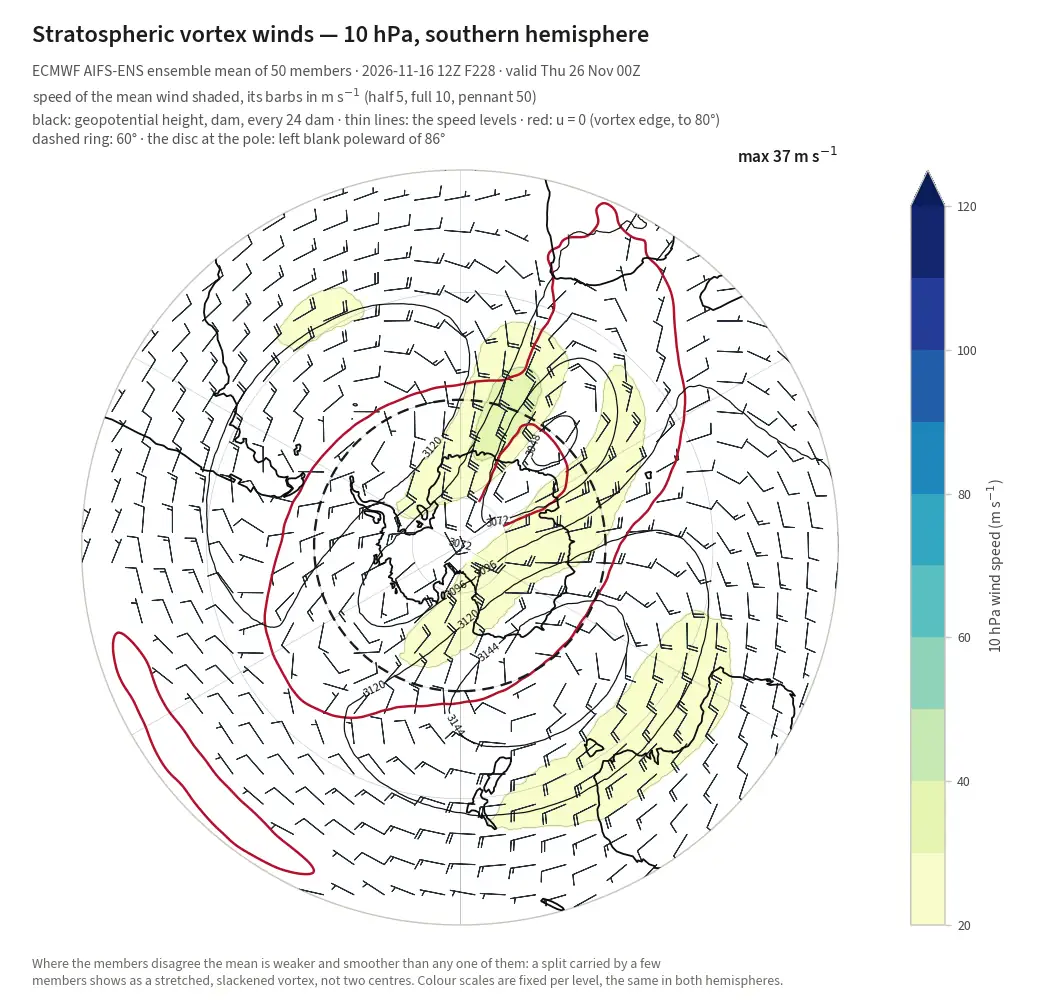 Stratospheric vortex winds — 10 hPa, southern hemisphere
ECMWF AIFS-ENS ensemble mean of 50 members · 2026-11-16 12Z F228 · valid Thu 26 Nov 00Z
speed of the mean wind shaded, its barbs in m s⁻¹ (half 5, full 10, pennant 50)
black: geopotential height, dam, every 24 dam · thin lines: the speed levels · red: u = 0 (vortex edge, to 80°)
dashed ring: 60° · the disc at the pole: left blank poleward of 86°
max 37 m s⁻¹
120
100
80
60
40
20
10 hPa wind speed (m s⁻¹)
3120
3048
3072
3072
3096
3096
3120
3144
3120
3144
Where the members disagree the mean is weaker and smoother than any one of them: a split carried by a few
members shows as a stretched, slackened vortex, not two centres. Colour scales are fixed per level, the same in both hemispheres.